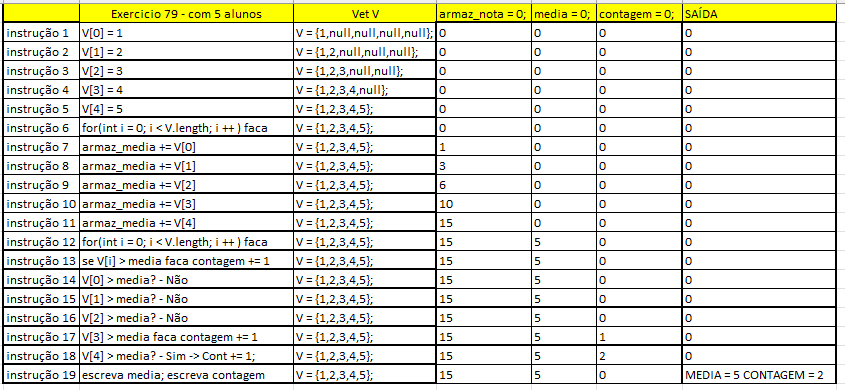 Exercicio 79 - com 5 alunos Vet V armaz_nota = 0; media = 0; contagem = 0; SAÍDA
instrução 1 V[0] = 1 V = {1,null,null,null,null}; 0 0 0 0
instrução 2 V[1] = 2 V = {1,2,null,null,null}; 0 0 0 0
instrução 3 V[2] = 3 V = {1,2,3,null,null}; 0 0 0 0
instrução 4 V[3] = 4 V = {1,2,3,4,null}; 0 0 0 0
instrução 5 V[4] = 5 V = {1,2,3,4,5}; 0 0 0 0
instrução 6 for(int i = 0; i < V.length; i ++ ) faca V = {1,2,3,4,5}; 0 0 0 0
instrução 7 armaz_media += V[0] V = {1,2,3,4,5}; 1 0 0 0
instrução 8 armaz_media += V[1] V = {1,2,3,4,5}; 3 0 0 0
instrução 9 armaz_media += V[2] V = {1,2,3,4,5}; 6 0 0 0
instrução 10 armaz_media += V[3] V = {1,2,3,4,5}; 10 0 0 0
instrução 11 armaz_media += V[4] V = {1,2,3,4,5}; 15 0 0 0
instrução 12 for(int i = 0; i < V.length; i ++ ) faca V = {1,2,3,4,5}; 15 5 0 0
instrução 13 se V[i] > media faca contagem += 1 V = {1,2,3,4,5}; 15 5 0 0
instrução 14 V[0] > media? - Não V = {1,2,3,4,5}; 15 5 0 0
instrução 15 V[1] > media? - Não V = {1,2,3,4,5}; 15 5 0 0
instrução 16 V[2] > media? - Não V = {1,2,3,4,5}; 15 5 0 0
instrução 17 V[3] > media faca contagem += 1 V = {1,2,3,4,5}; 15 5 1 0
instrução 18 V[4] > media? - Sim -> Cont += 1; V = {1,2,3,4,5}; 15 5 2 0
instrução 19 escreva media; escreva contagem V = {1,2,3,4,5}; 15 5 0 MEDIA = 5 CONTAGEM = 2